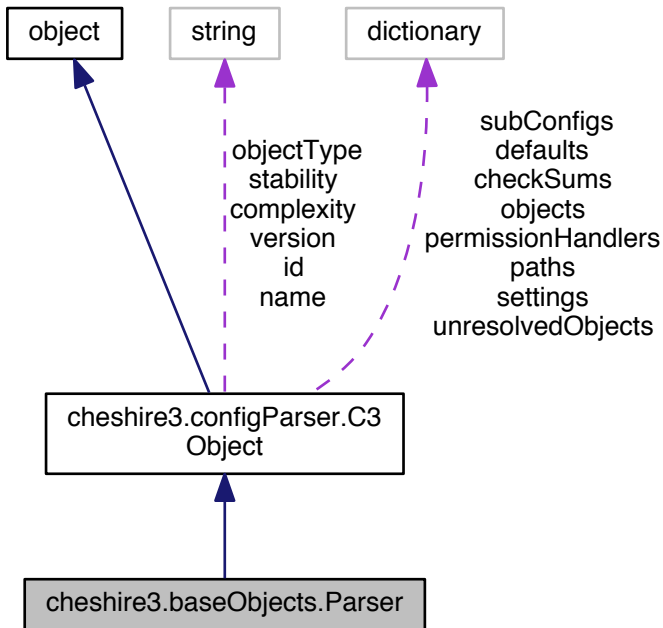 object
string
dictionary
objectType
stability
complexity
version
id
name
subConfigs
defaults
checkSums
objects
permissionHandlers
paths
settings
unresolvedObjects
cheshire3.configParser.C3
Object
cheshire3.baseObjects.Parser